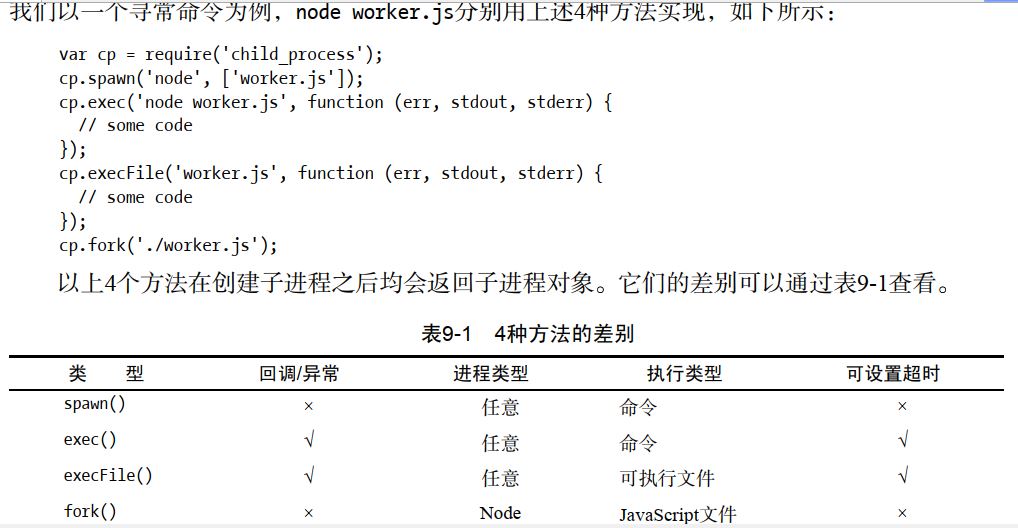 我们以一个寻常命令为例，node worker.js分别用上述4种方法实现，如下所示：
var cp = require('child_process');
cp.spawn('node', ['worker.js']);
cp.exec('node worker.js', function (err, stdout, stderr) {
  // some code
});
cp.execFile('worker.js', function (err, stdout, stderr) {
  // some code
});
cp.fork('./worker.js');
以上4个方法在创建子进程之后均会返回子进程对象。它们的差别可以通过表9-1查看。
表9-1 4种方法的差别
类 型 回调/异常 进程类型 执行类型 可设置超时
spawn() × 任意 命令 ×
exec() √ 任意 命令 √
execFile() √ 任意 可执行文件 √
fork() × Node JavaScript文件 ×